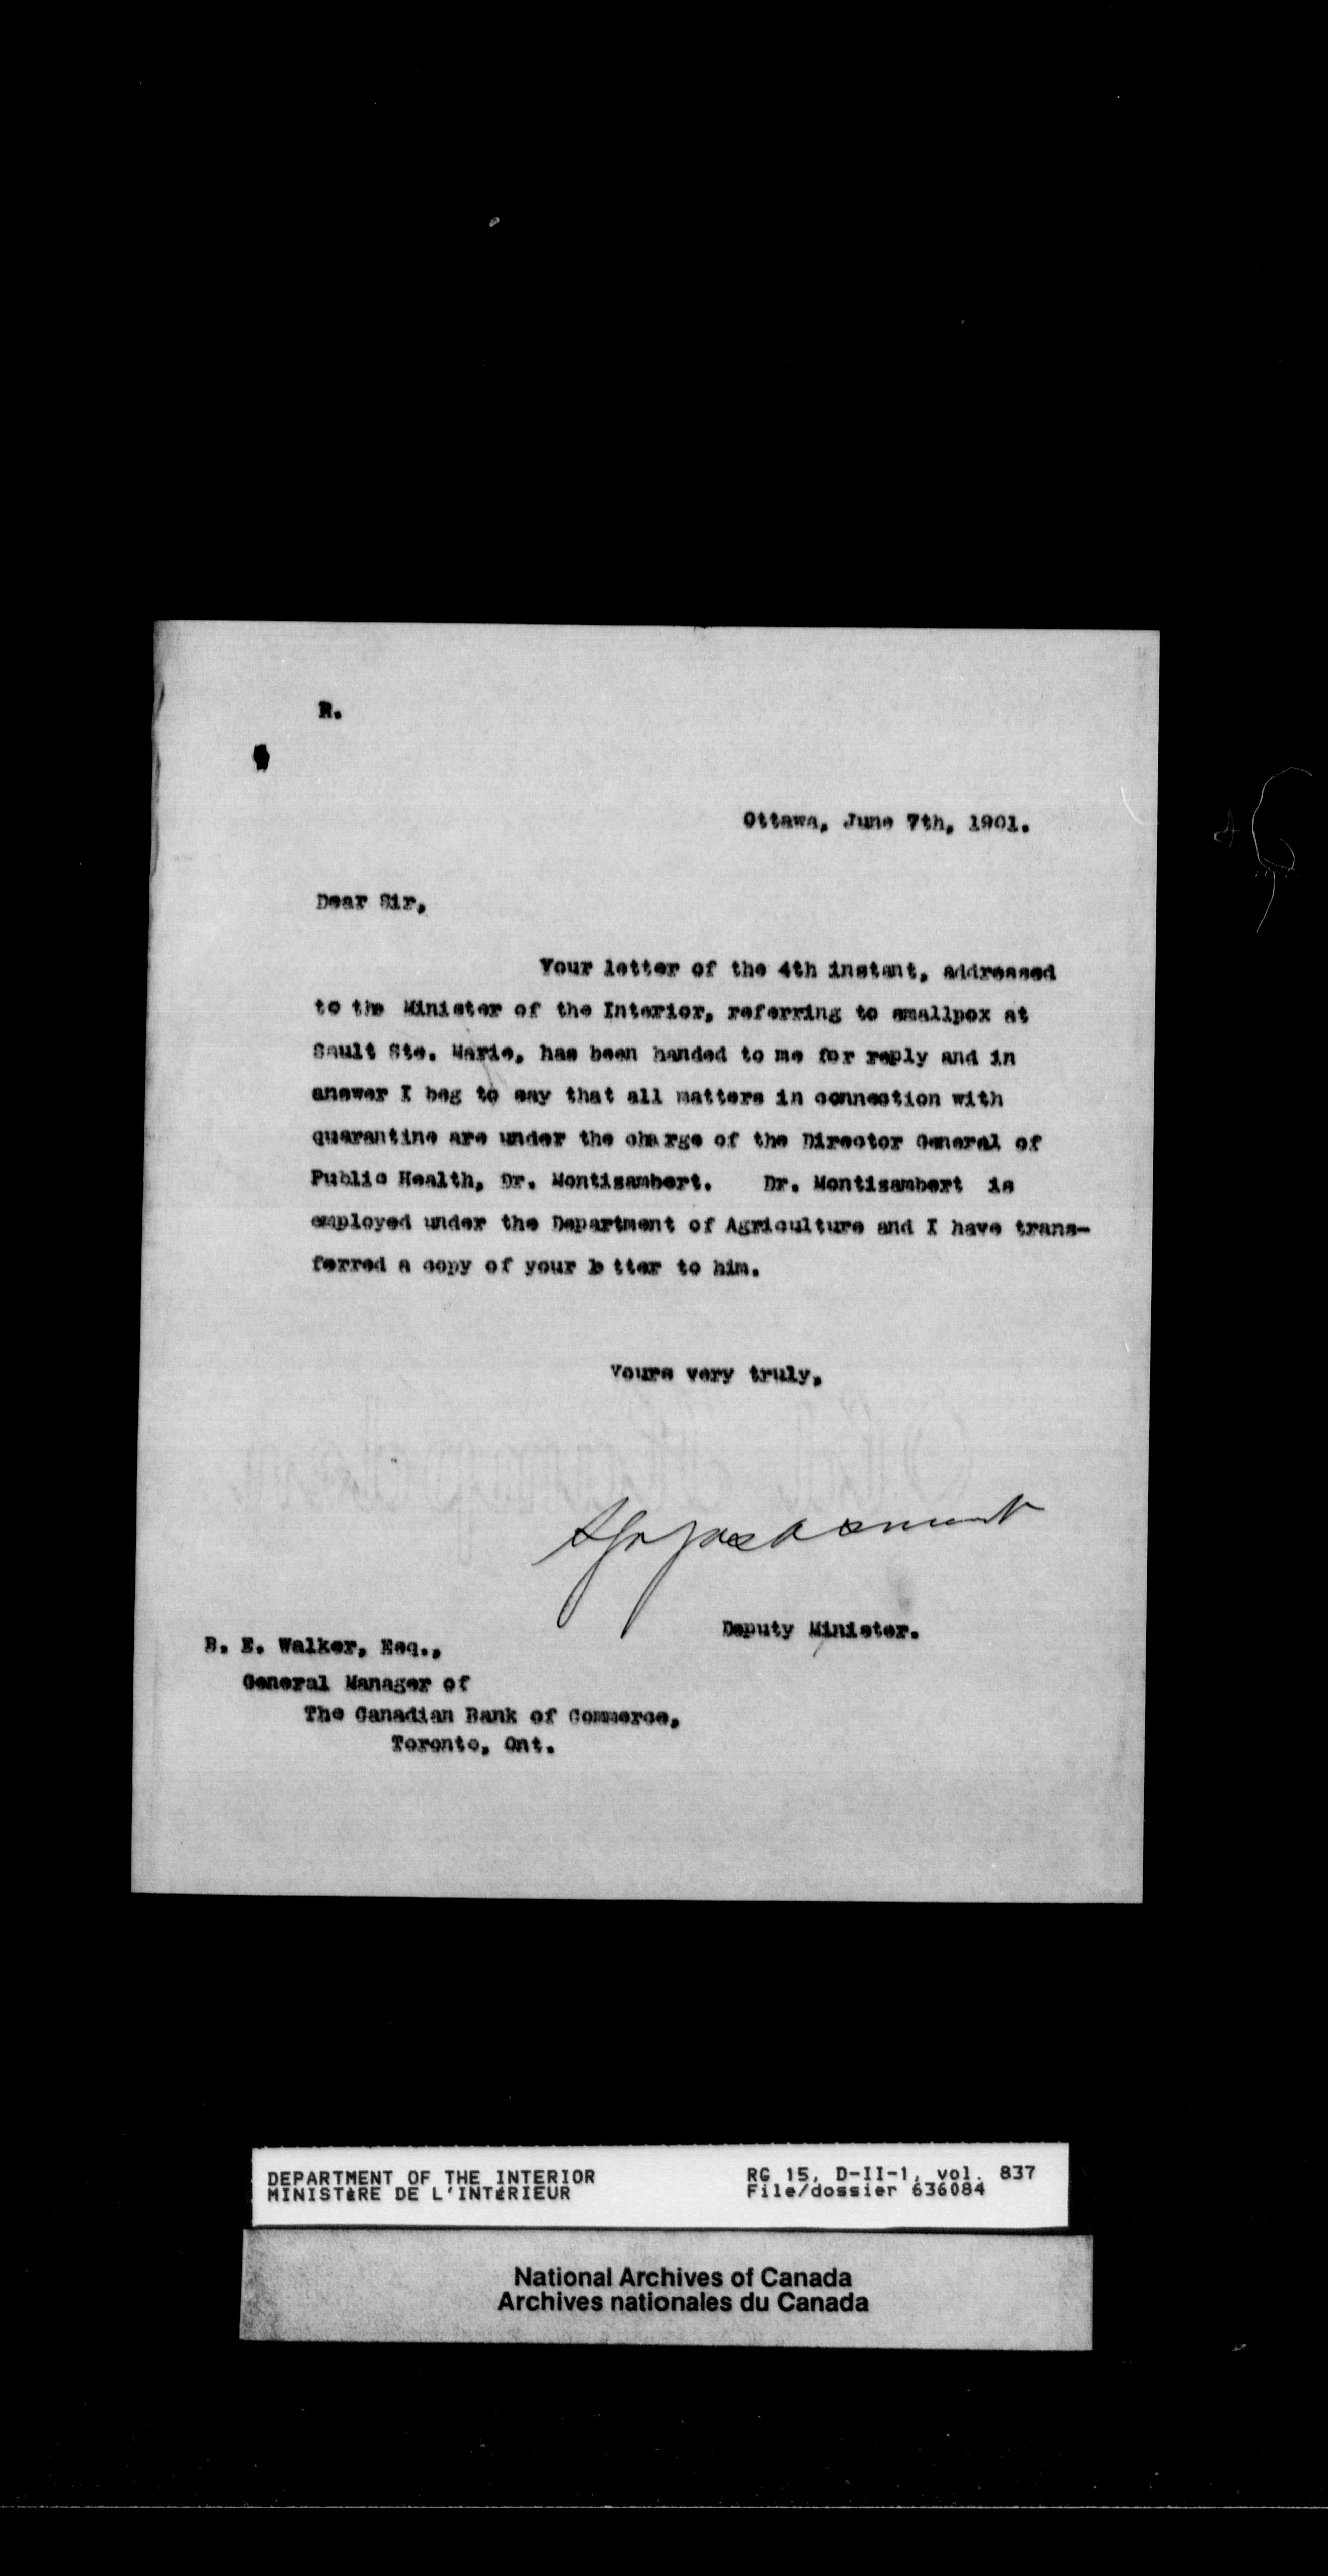 R.
Ottawa, June 7th, 1901.
Dear Sir,
Your letter of the 4th instant, addressed
to the Minister of the Interior, referring to smallpox at
Sault Ste. Marie, has been handed to me for reply and in
answer I beg to say that all matters in connection with
quarantine are under the charge of the Director General of
Public Health, Dr. Montizambert. Dr. Montizambert is
employed under the Department of Agriculture and I have trans-
ferred a copy of your letter to him.
Yours very truly,
Deputy Minister.
B. E. Walker, Esq.,
General Manager of
The Canadian Bank of Commerce,
Toronto, Ont.
DEPARTMENT OF THE INTERIOR
MINISTÈRE DE L'INTÉRIEUR
RG 15, D-II-1, vol. 837
File/dossier 636084
National Archives of Canada
Archives nationales du Canada